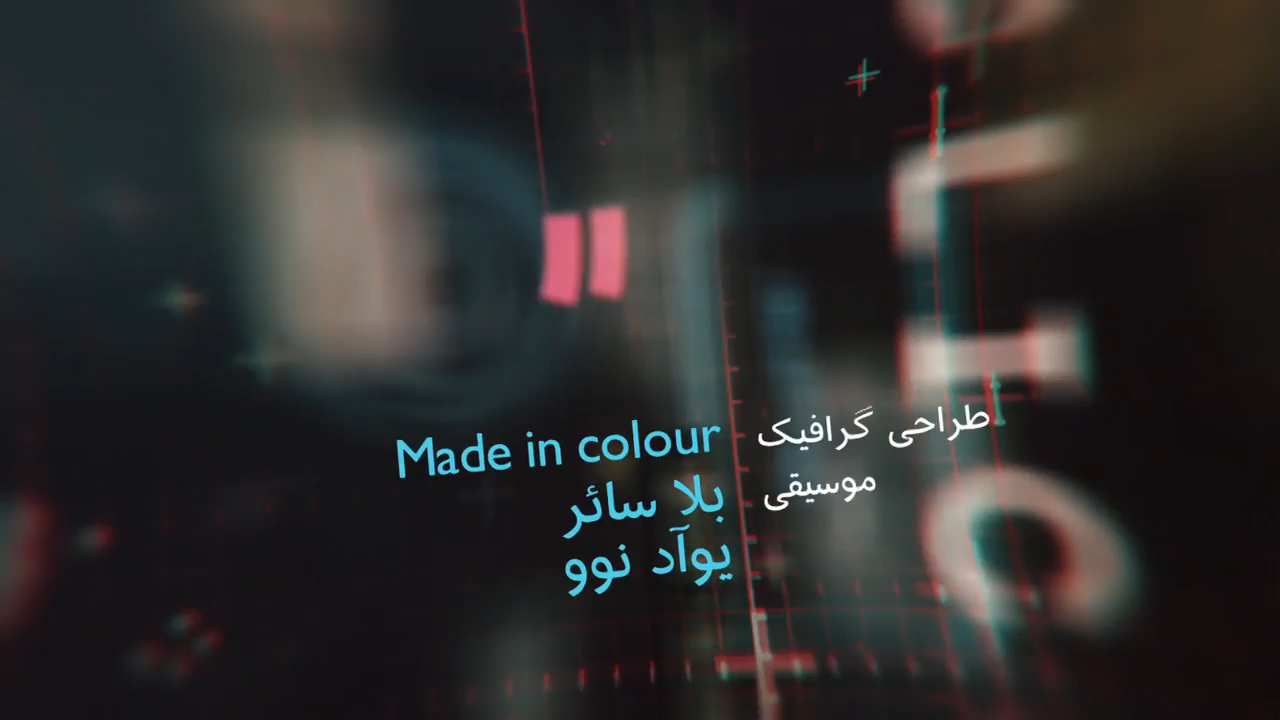 طراحی گرافیک
Made in colour
موسیقی
بلا سائر
یوآد نوو